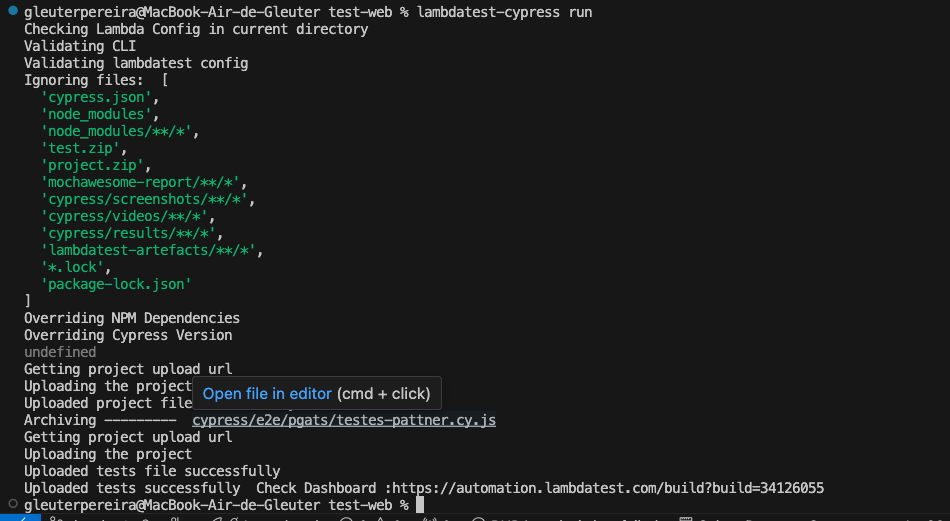 gleuterpereira@MacBook-Air-de-Gleuter test-web % lambdatest-cypress run
Checking Lambda Config in current directory
Validating CLI
Validating lambdatest config
Ignoring files:  [
  'cypress.json',
  'node_modules',
  'node_modules/**/*',
  'test.zip',
  'project.zip',
  'mochawesome-report/**/*',
  'cypress/screenshots/**/*',
  'cypress/videos/**/*',
  'cypress/results/**/*',
  'lambdatest-artefacts/**/*',
  '*.lock',
  'package-lock.json'
]
Overriding NPM Dependencies
Overriding Cypress Version
undefined
Getting project upload url
Uploading the project
Open file in editor (cmd + click)
Uploaded project file
Archiving ---------  cypress/e2e/pgats/testes-pattner.cy.js
Getting project upload url
Uploading the project
Uploaded tests file successfully
Uploaded tests successfully  Check Dashboard :https://automation.lambdatest.com/build?build=34126055
gleuterpereira@MacBook-Air-de-Gleuter test-web %